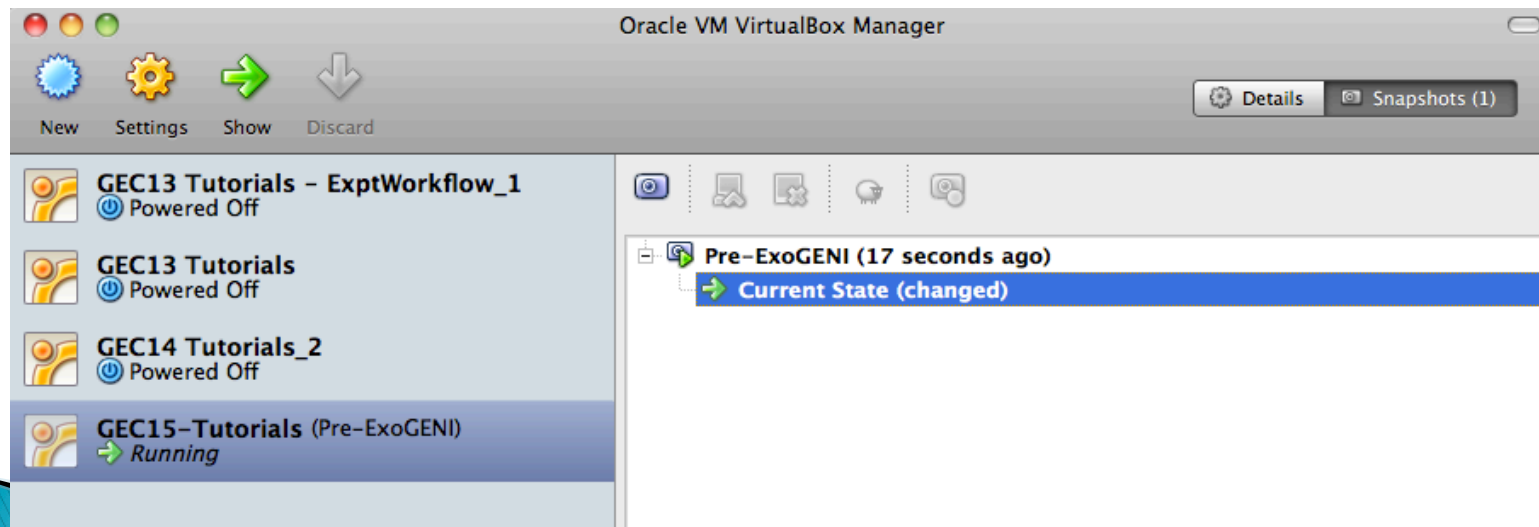 Oracle VM VirtualBox Manager
New Settings Show Discard
Details Snapshots (1)
GEC13 Tutorials – ExptWorkflow_1
Powered Off
GEC13 Tutorials
Powered Off
GEC14 Tutorials_2
Powered Off
GEC15–Tutorials (Pre–ExoGENI)
Running
Pre–ExoGENI (17 seconds ago)
Current State (changed)